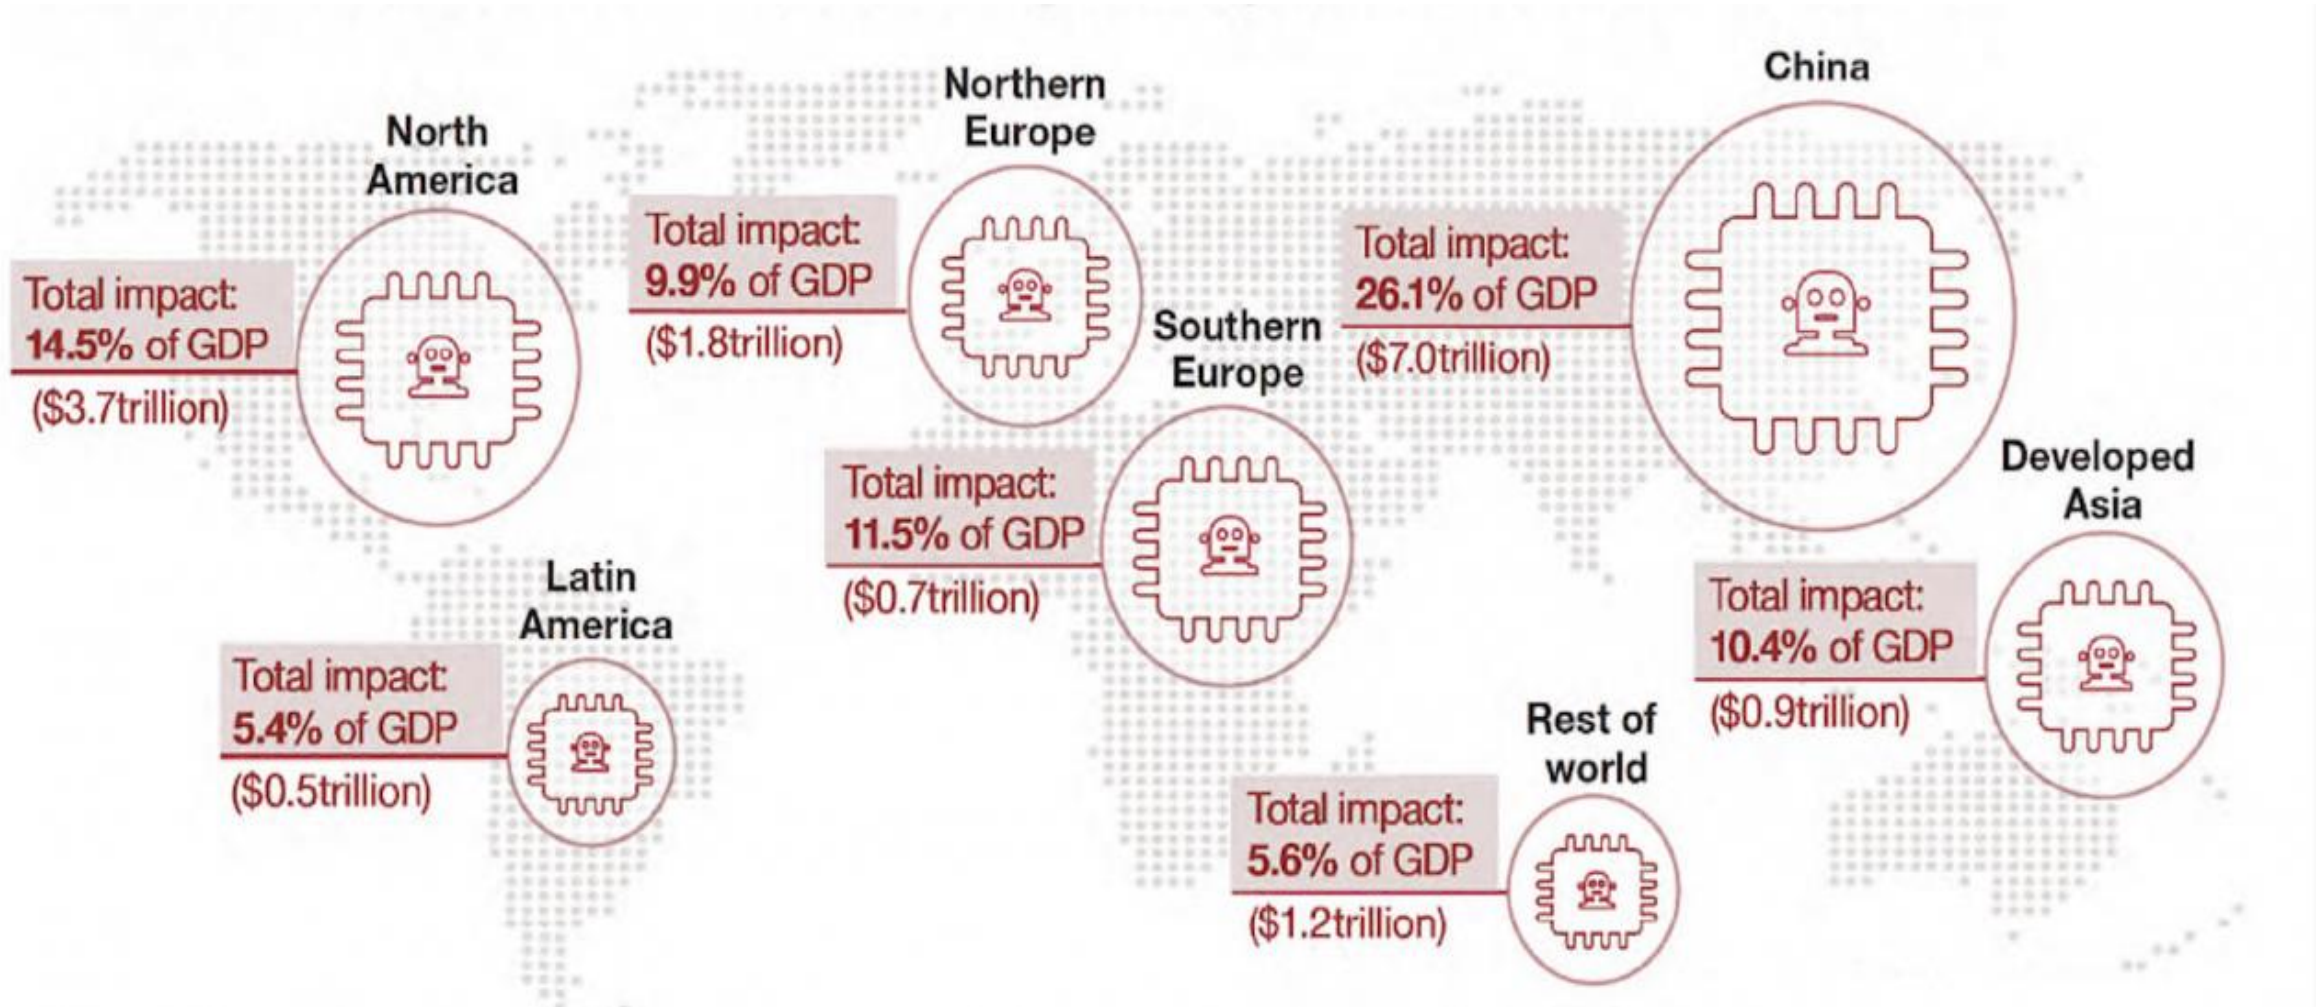 North
America
Total impact:
14.5% of GDP
($3.7trillion)
Northern
Europe
Total impact:
9.9% of GDP
($1.8trillion)
China
Total impact:
26.1% of GDP
($7.0trillion)
Southern
Europe
Total impact:
11.5% of GDP
($0.7trillion)
Developed
Asia
Total impact:
10.4% of GDP
($0.9trillion)
Latin
America
Total impact:
5.4% of GDP
($0.5trillion)
Rest of
world
Total impact:
5.6% of GDP
($1.2trillion)